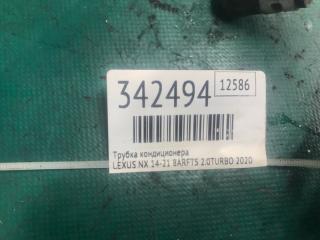 342494 12586
Трубка кондиционера
LEXUS NX 14-21 8ARFTS 2.0TURBO 2020